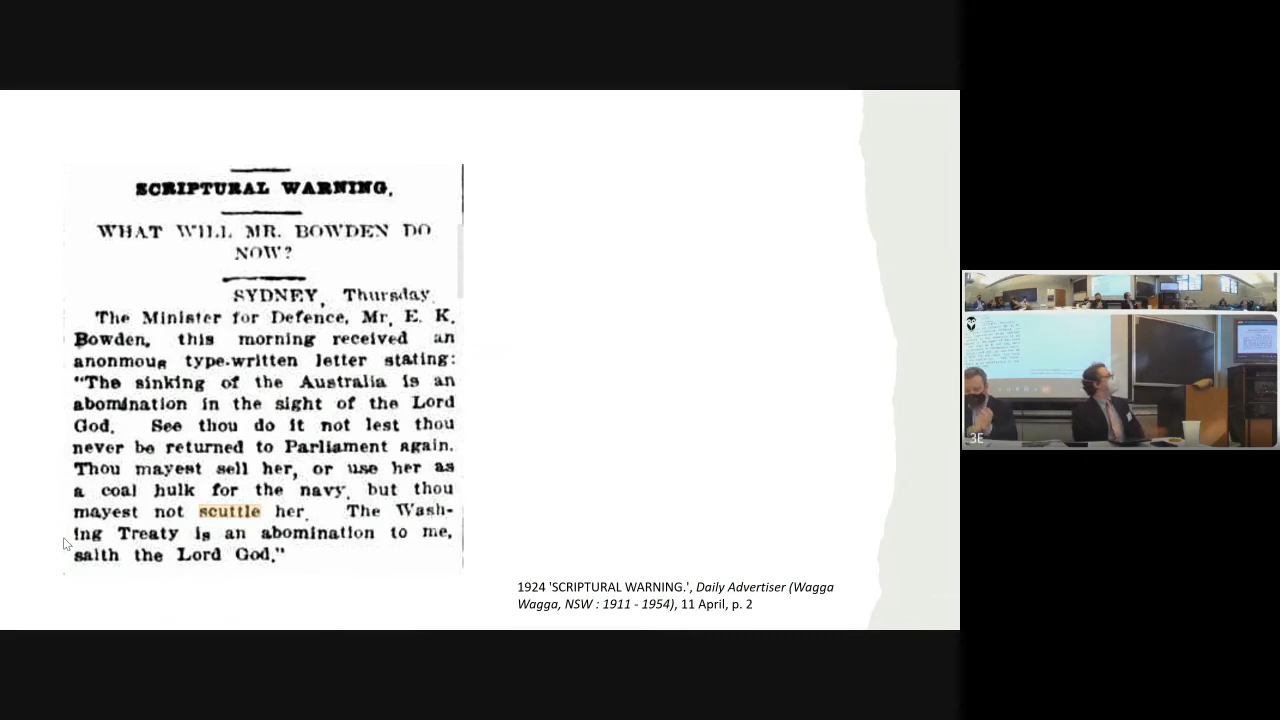 SCRIPTURAL WARNING.
WHAT WILL MR. BOWDEN DO
NOW?
SYDNEY, Thursday.
The Minister for Defence, Mr. E. K.
Bowden, this morning received an
anonmous type-written letter stating:
"The sinking of the Australia is an
abomination in the sight of the Lord
God. See thou do it not lest thou
never be returned to Parliament again.
Thou mayest sell her, or use her as
a coal hulk for the navy, but thou
mayest not scuttle her. The Wash-
ing Treaty is an abomination to me,
saith the Lord God."
1924 'SCRIPTURAL WARNING.', Daily Advertiser (Wagga
Wagga, NSW : 1911 - 1954), 11 April, p. 2
3E